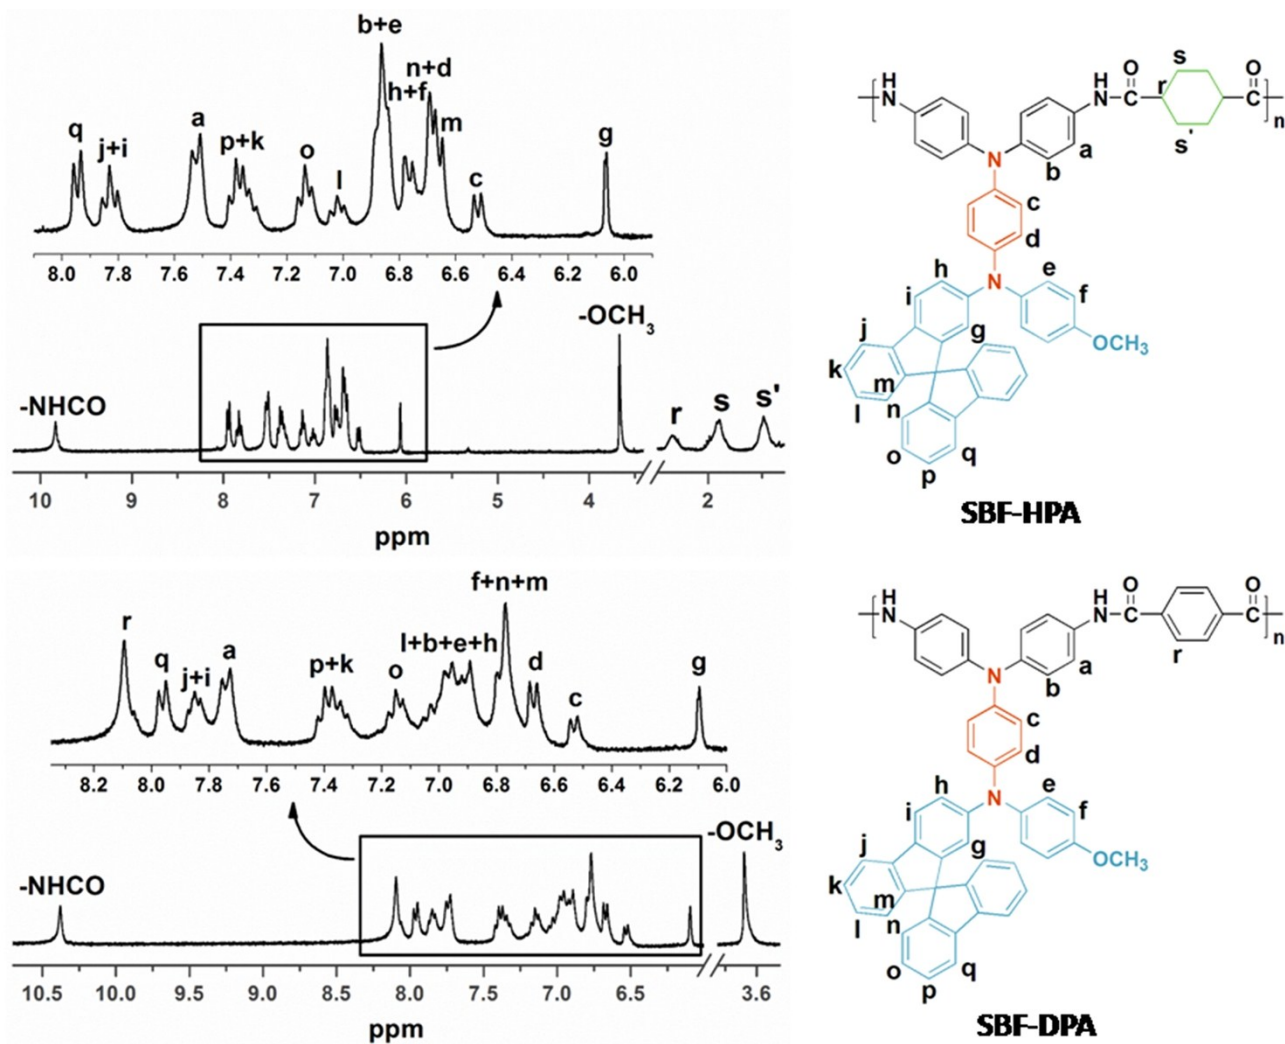 b+e
n+d
h+f
q
j+i
a
p+k
o
l
m
c
g
8.0 7.8 7.6 7.4 7.2 7.0 6.8 6.6 6.4 6.2 6.0
-NHCO
-OCH3
r s s'
10 9 8 7 6 5 4 2
ppm
H
N
H
N
O
O
n
r
s
s'
a
b
N
c
d
N
h
i
e
f
g
OCH3
j
k
l
m
n
o
p
q
SBF-HPA
f+n+m
r
q
j+i
a
p+k
o
l+b+e+h
d
c
g
8.2 8.0 7.8 7.6 7.4 7.2 7.0 6.8 6.6 6.4 6.2 6.0
-NHCO
-OCH3
10.5 10.0 9.5 9.0 8.5 8.0 7.5 7.0 6.5 3.6
ppm
H
N
H
N
O
O
n
r
a
b
N
c
d
N
h
i
e
f
g
OCH3
j
k
l
m
n
o
p
q
SBF-DPA